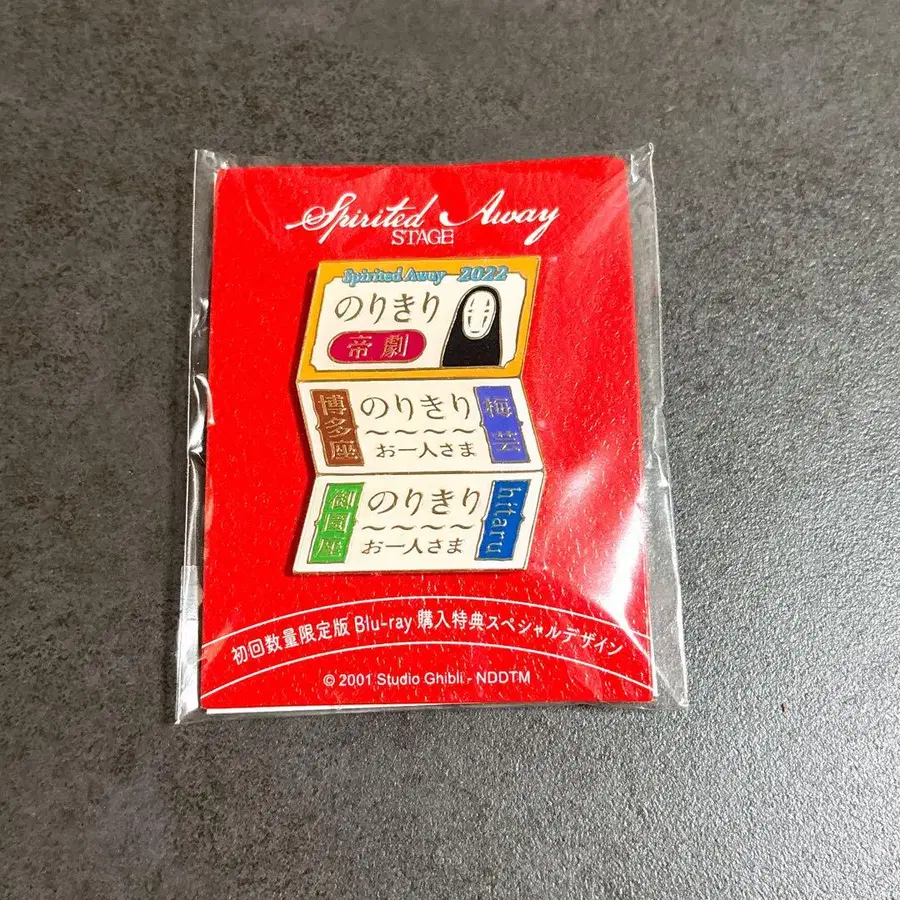 Spirited Away
STAGE
Spirited Away 2022
のりきり
帝劇
博多座
のりきり
~~~~
お一人さま
梅芸
御園座
のりきり
~~~~
お一人さま
hitaru
初回数量限定版 Blu-ray 購入特典スペシャルデザイン
© 2001 Studio Ghibli - NDDTM